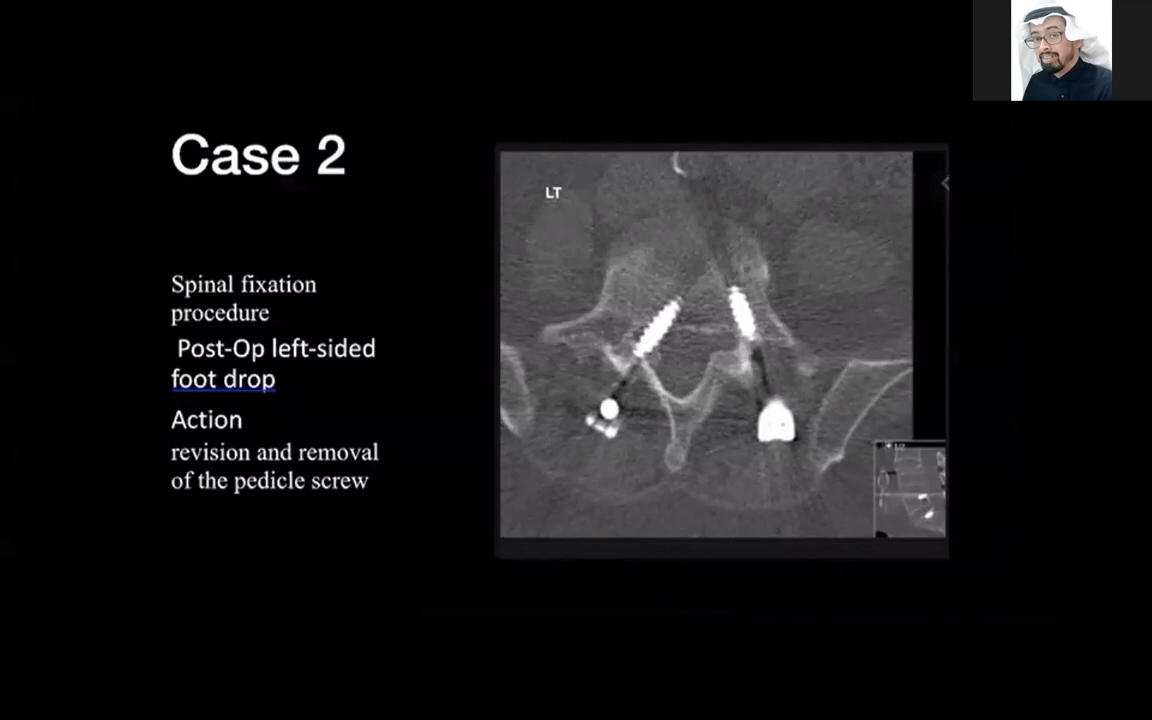 Case 2
LT
Spinal fixation
procedure
Post-Op left-sided
foot drop
Action
revision and removal
of the pedicle screw